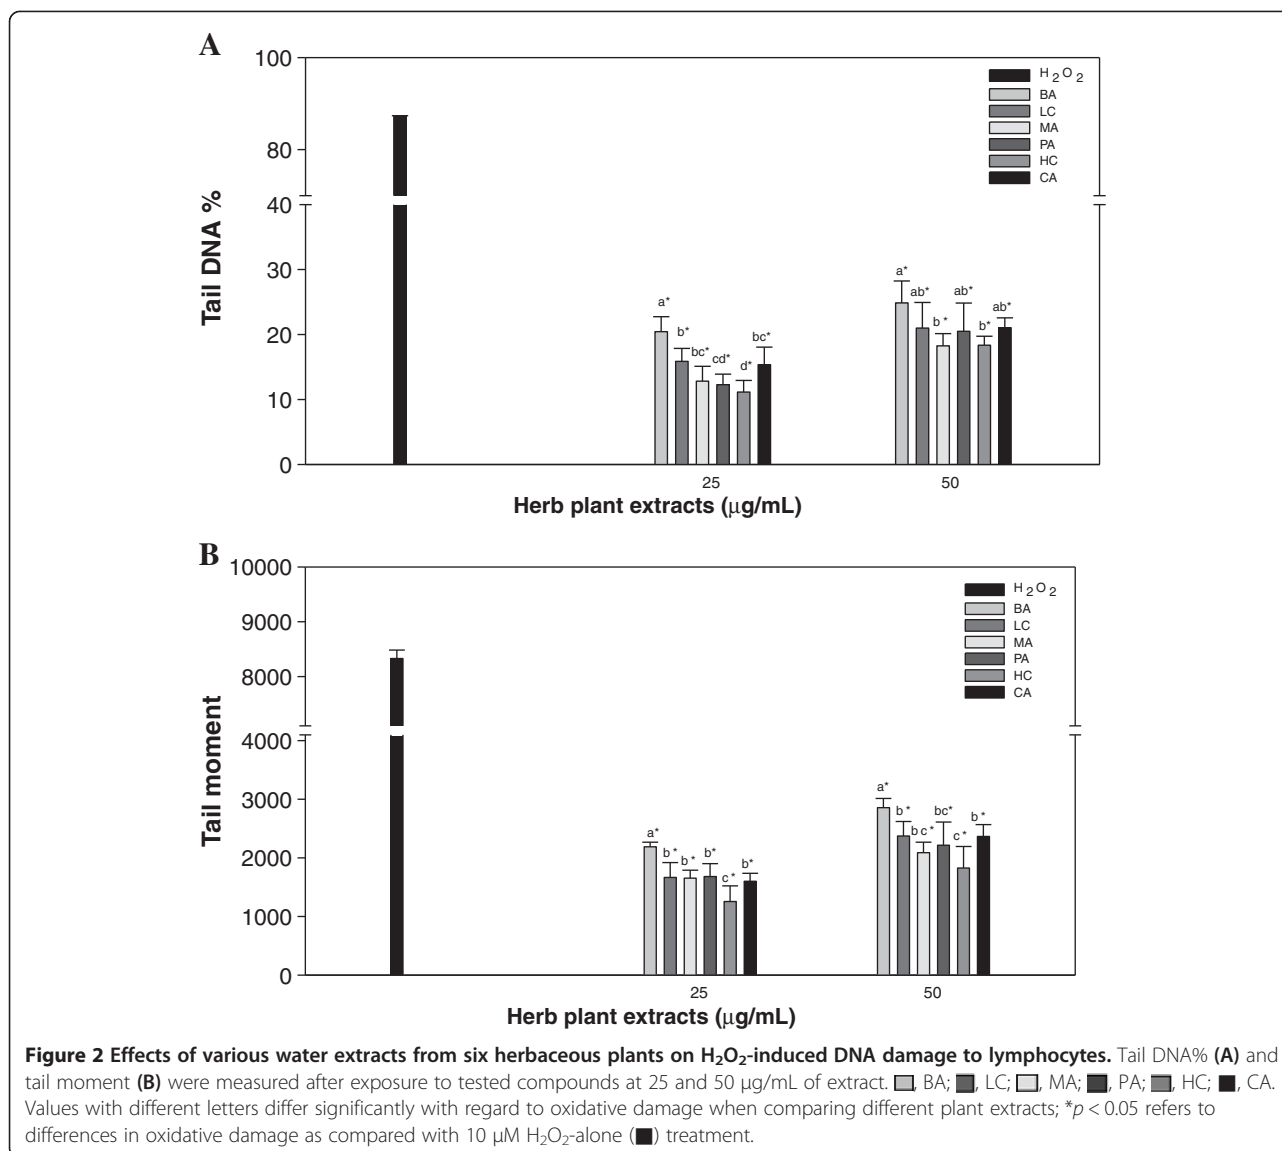 A
100
80
40
30
20
10
0
Tail DNA %
H2O2
BA
LC
MA
PA
HC
CA
a* b* bc* cd* d* bc*
a* ab* b* ab* b* ab*
25 50
Herb plant extracts (μg/mL)
B
10000
9000
8000
4000
3000
2000
1000
0
Tail moment
H2O2
BA
LC
MA
PA
HC
CA
a* b* b* b* c* b*
a* b* bc* bc* c* b*
25 50
Herb plant extracts (μg/mL)
Figure 2 Effects of various water extracts from six herbaceous plants on H₂O₂-induced DNA damage to lymphocytes. Tail DNA% (A) and
tail moment (B) were measured after exposure to tested compounds at 25 and 50 μg/mL of extract. , BA; , LC; , MA; , PA; , HC; ■, CA.
Values with different letters differ significantly with regard to oxidative damage when comparing different plant extracts; *p < 0.05 refers to
differences in oxidative damage as compared with 10 μM H₂O₂-alone (■) treatment.